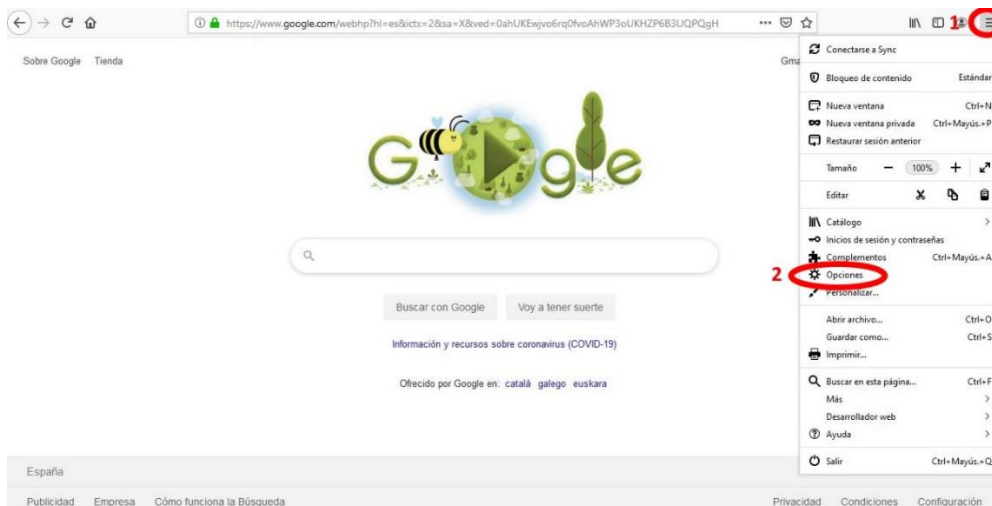 https://www.google.com/webhp?hl=es&ictx=2&sa=X&ved=0ahUKEwjvo6rq0fvoAhWP3oUKHZP6B3UQPQgH
1
Sobre Google Tienda
Gma
Conectarse a Sync
Bloqueo de contenido Estándar
Nueva ventana Ctrl+N
Nueva ventana privada Ctrl+Mayús.+P
Restaurar sesión anterior
Tamaño − 100% +
Editar
Catálogo >
Inicios de sesión y contraseñas
Complementos Ctrl+Mayús.+A
2 Opciones
Personalizar...
Abrir archivo... Ctrl+O
Guardar como... Ctrl+S
Imprimir...
Buscar en esta página... Ctrl+F
Más >
Desarrollador web >
Ayuda >
Salir Ctrl+Mayús.+Q
Google
Buscar con Google Voy a tener suerte
Información y recursos sobre coronavirus (COVID-19)
Ofrecido por Google en: català galego euskara
España
Publicidad Empresa Cómo funciona la Búsqueda Privacidad Condiciones Configuración